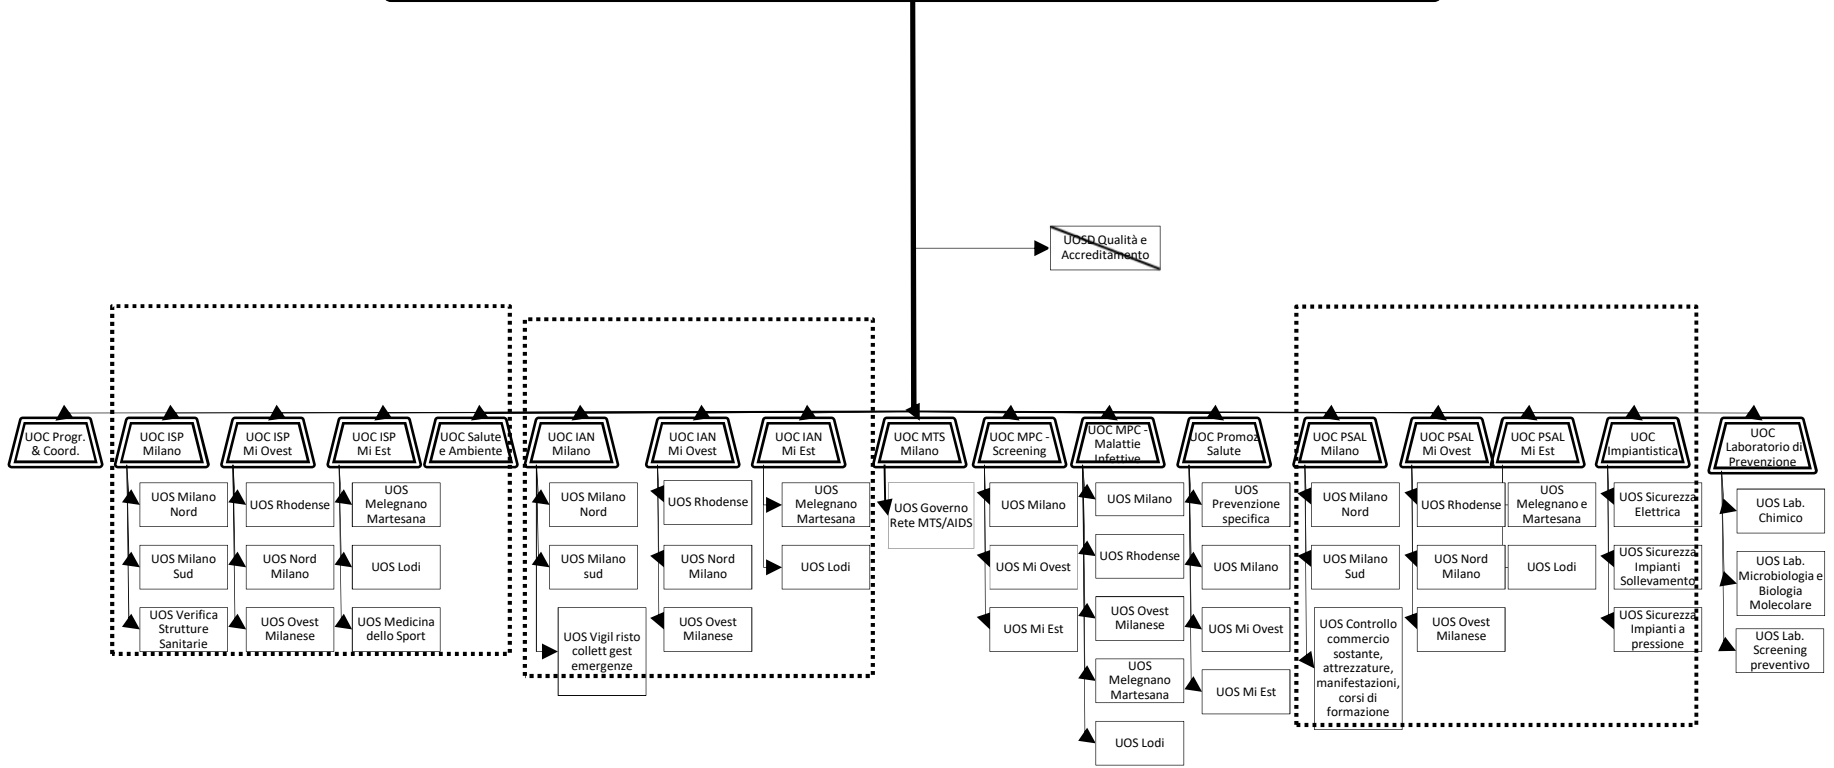 UOSD Qualità e
Accreditamento
UOC Progr.
& Coord.
UOC ISP
Milano
UOC ISP
Mi Ovest
UOC ISP
Mi Est
UOC Salute
e Ambiente
UOC IAN
Milano
UOC IAN
Mi Ovest
UOC IAN
Mi Est
UOC MTS
Milano
UOC MPC -
Screening
UOC MPC -
Malattie
Infettive
UOC Promoz
Salute
UOC PSAL
Milano
UOC PSAL
Mi Ovest
UOC PSAL
Mi Est
UOC
Impiantistica
UOC
Laboratorio di
Prevenzione
UOS Milano
Nord
UOS Milano
Sud
UOS Verifica
Strutture
Sanitarie
UOS Rhodense
UOS Nord
Milano
UOS Ovest
Milanese
UOS
Melegnano
Martesana
UOS Lodi
UOS Medicina
dello Sport
UOS Milano
Nord
UOS Milano
sud
UOS Vigil risto
collett gest
emergenze
UOS Rhodense
UOS Nord
Milano
UOS Ovest
Milanese
UOS
Melegnano
Martesana
UOS Lodi
UOS Governo
Rete MTS/AIDS
UOS Milano
UOS Mi Ovest
UOS Mi Est
UOS Milano
UOS Rhodense
UOS Ovest
Milanese
UOS
Melegnano
Martesana
UOS Lodi
UOS
Prevenzione
specifica
UOS Milano
UOS Mi Ovest
UOS Mi Est
UOS Milano
Nord
UOS Milano
Sud
UOS Controllo
commercio
sostante,
attrezzature,
manifestazioni,
corsi di
formazione
UOS Rhodense
UOS Nord
Milano
UOS Ovest
Milanese
UOS
Melegnano e
Martesana
UOS Lodi
UOS Sicurezza
Elettrica
UOS Sicurezza
Impianti
Sollevamento
UOS Sicurezza
Impianti a
pressione
UOS Lab.
Chimico
UOS Lab.
Microbiologia e
Biologia
Molecolare
UOS Lab.
Screening
preventivo